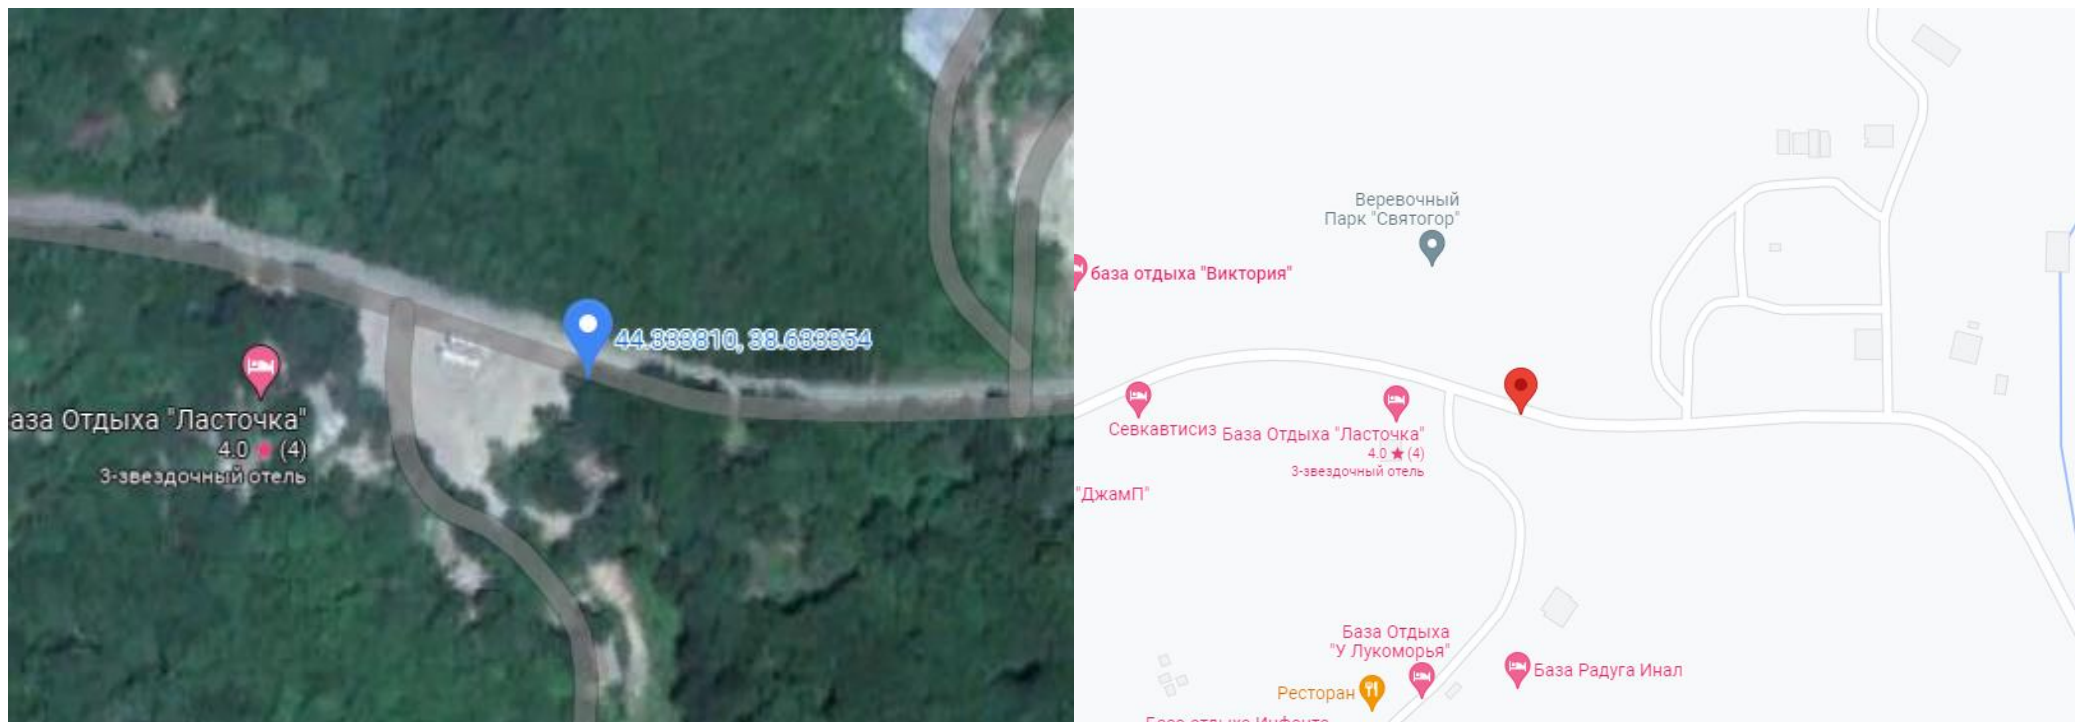 44.333810, 38.633354
аза Отдыха "Ласточка"
4.0 ★ (4)
3-звездочный отель
Веревочный
Парк "Святогор"
база отдыха "Виктория"
Севкавтисиз
База Отдыха "Ласточка"
4.0 ★ (4)
3-звездочный отель
"ДжамП"
База Отдыха
"У Лукоморья"
База Радуга Инал
Ресторан